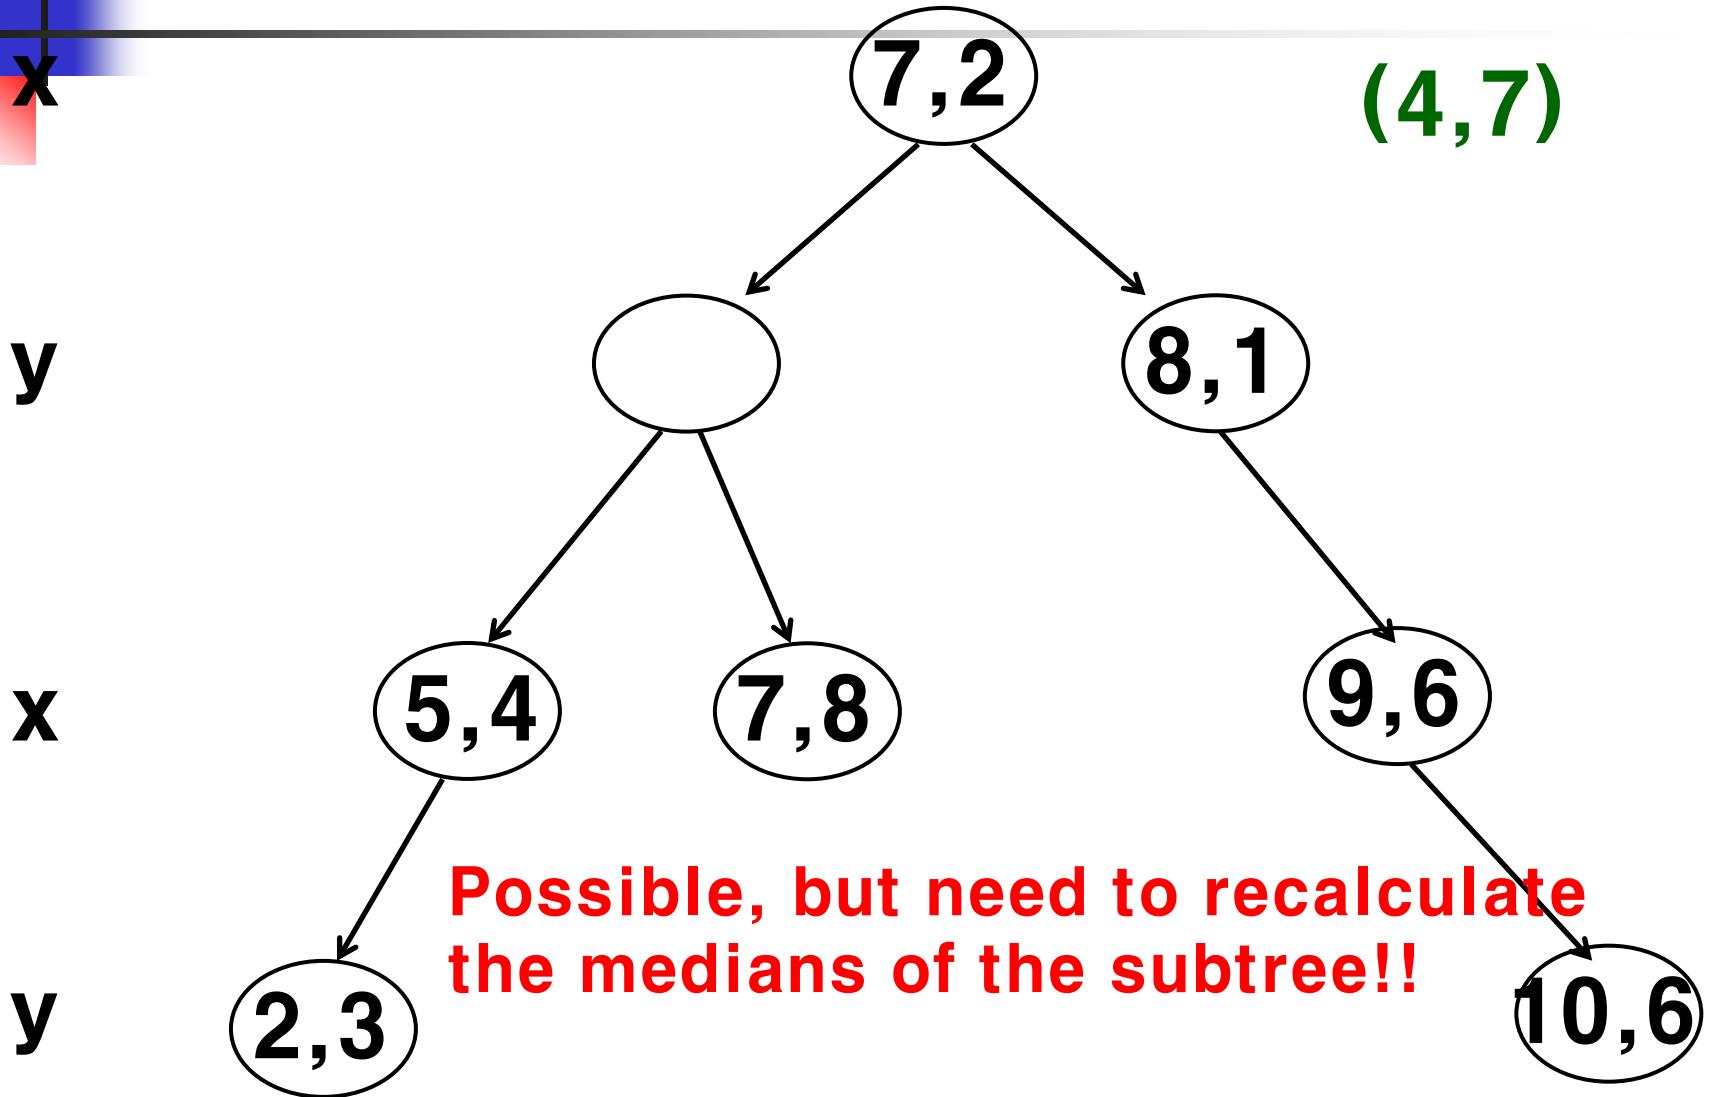 x
7,2
(4,7)
y
8,1
x
5,4
7,8
9,6
Possible, but need to recalculate
the medians of the subtree!!
y
2,3
10,6